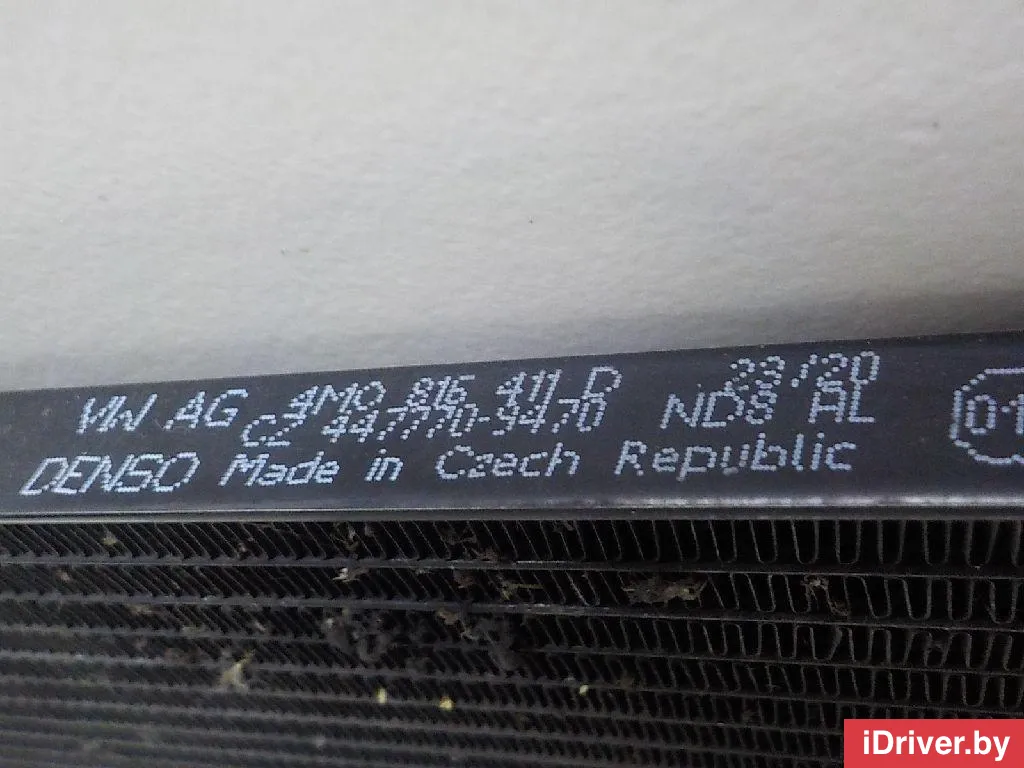 VW AG 4M0 816 411 D 23/20
CZ 447770-9470 ND8 AL
DENSO Made in Czech Republic
01
iDriver.by